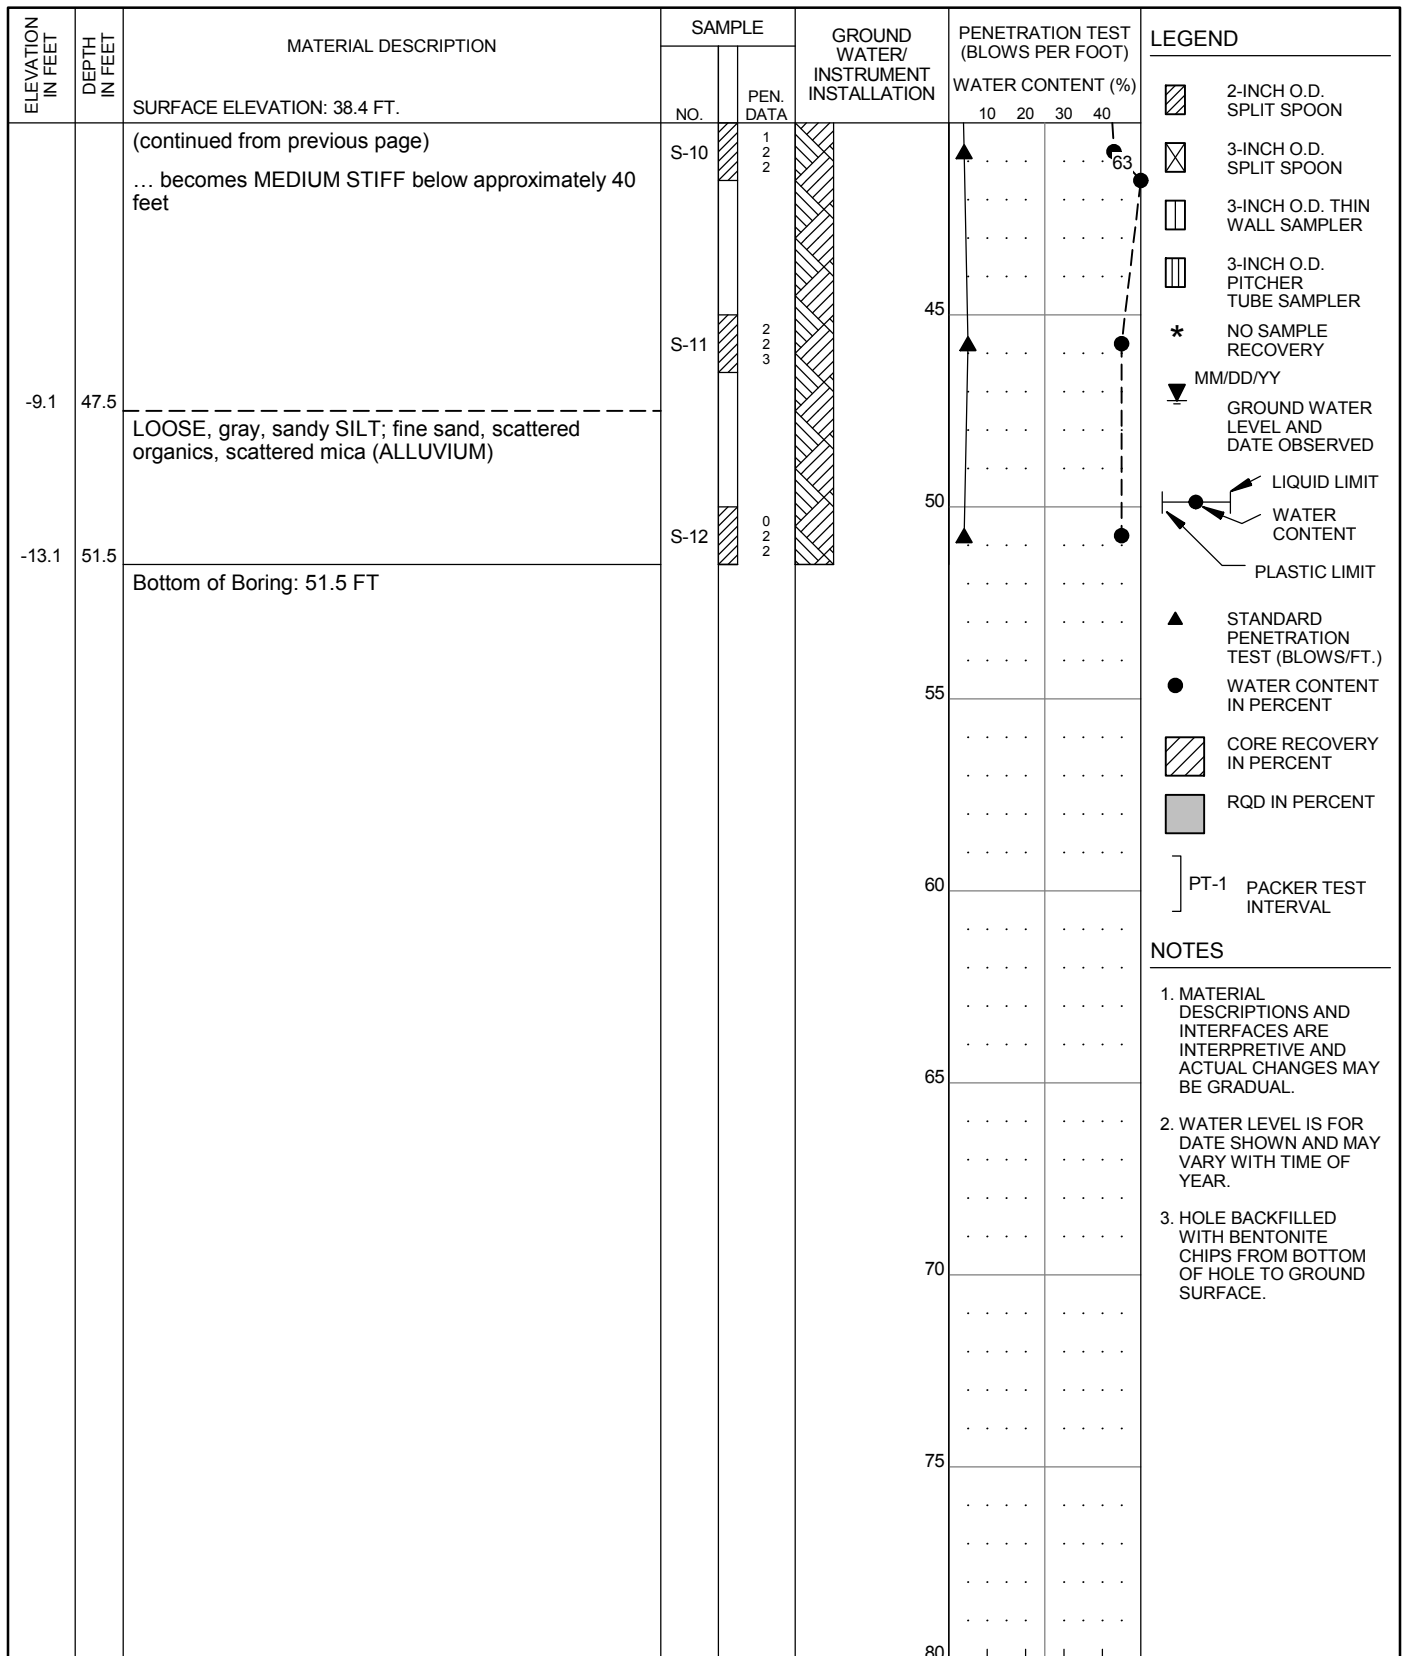 ELEVATION
IN FEET
DEPTH
IN FEET
MATERIAL DESCRIPTION
SURFACE ELEVATION: 38.4 FT.
SAMPLE
NO.
PEN.
DATA
GROUND
WATER/
INSTRUMENT
INSTALLATION
PENETRATION TEST
(BLOWS PER FOOT)
WATER CONTENT (%)
10 20 30 40
(continued from previous page)
... becomes MEDIUM STIFF below approximately 40
feet
S-10
1
2
2
63
45
S-11
2
2
3
-9.1 47.5
LOOSE, gray, sandy SILT; fine sand, scattered
organics, scattered mica (ALLUVIUM)
50
S-12
0
2
2
-13.1 51.5
Bottom of Boring: 51.5 FT
55
60
65
70
75
80
LEGEND
2-INCH O.D.
SPLIT SPOON
3-INCH O.D.
SPLIT SPOON
3-INCH O.D. THIN
WALL SAMPLER
3-INCH O.D.
PITCHER
TUBE SAMPLER
* NO SAMPLE
RECOVERY
MM/DD/YY
GROUND WATER
LEVEL AND
DATE OBSERVED
LIQUID LIMIT
WATER
CONTENT
PLASTIC LIMIT
STANDARD
PENETRATION
TEST (BLOWS/FT.)
WATER CONTENT
IN PERCENT
CORE RECOVERY
IN PERCENT
RQD IN PERCENT
PT-1 PACKER TEST
INTERVAL
NOTES
1. MATERIAL
DESCRIPTIONS AND
INTERFACES ARE
INTERPRETIVE AND
ACTUAL CHANGES MAY
BE GRADUAL.
2. WATER LEVEL IS FOR
DATE SHOWN AND MAY
VARY WITH TIME OF
YEAR.
3. HOLE BACKFILLED
WITH BENTONITE
CHIPS FROM BOTTOM
OF HOLE TO GROUND
SURFACE.